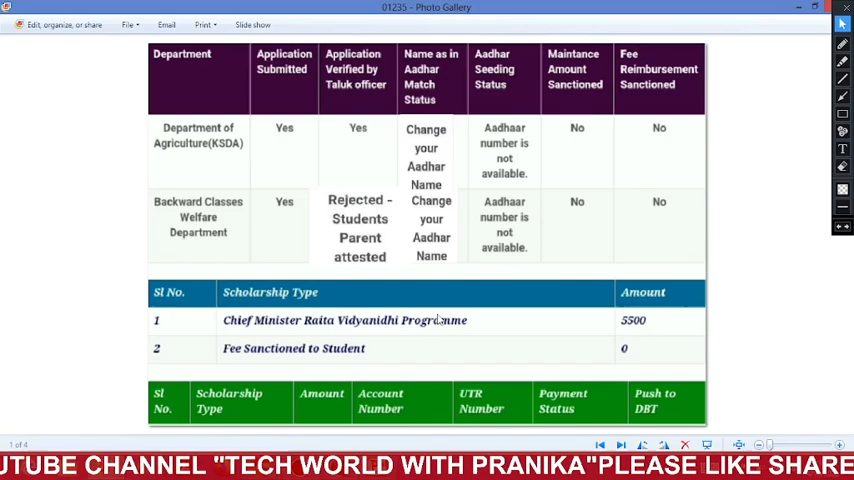 01235 - Photo Gallery
Edit, organize, or share File Email Print Slide show
Department Application Submitted Application Verified by Taluk officer Name as in Aadhar Match Status Aadhar Seeding Status Maintance Amount Sanctioned Fee Reimbursement Sanctioned
Department of Agriculture(KSDA) Yes Yes Change your Aadhar Name Aadhaar number is not available. No No
Backward Classes Welfare Department Yes Rejected - Students Parent attested Change your Aadhar Name Aadhaar number is not available. No No
Sl No. Scholarship Type Amount
1 Chief Minister Raita Vidyanidhi Programme 5500
2 Fee Sanctioned to Student 0
Sl No. Scholarship Type Amount Account Number UTR Number Payment Status Push to DBT
1 of 4
UTUBE CHANNEL "TECH WORLD WITH PRANIKA"PLEASE LIKE SHARE